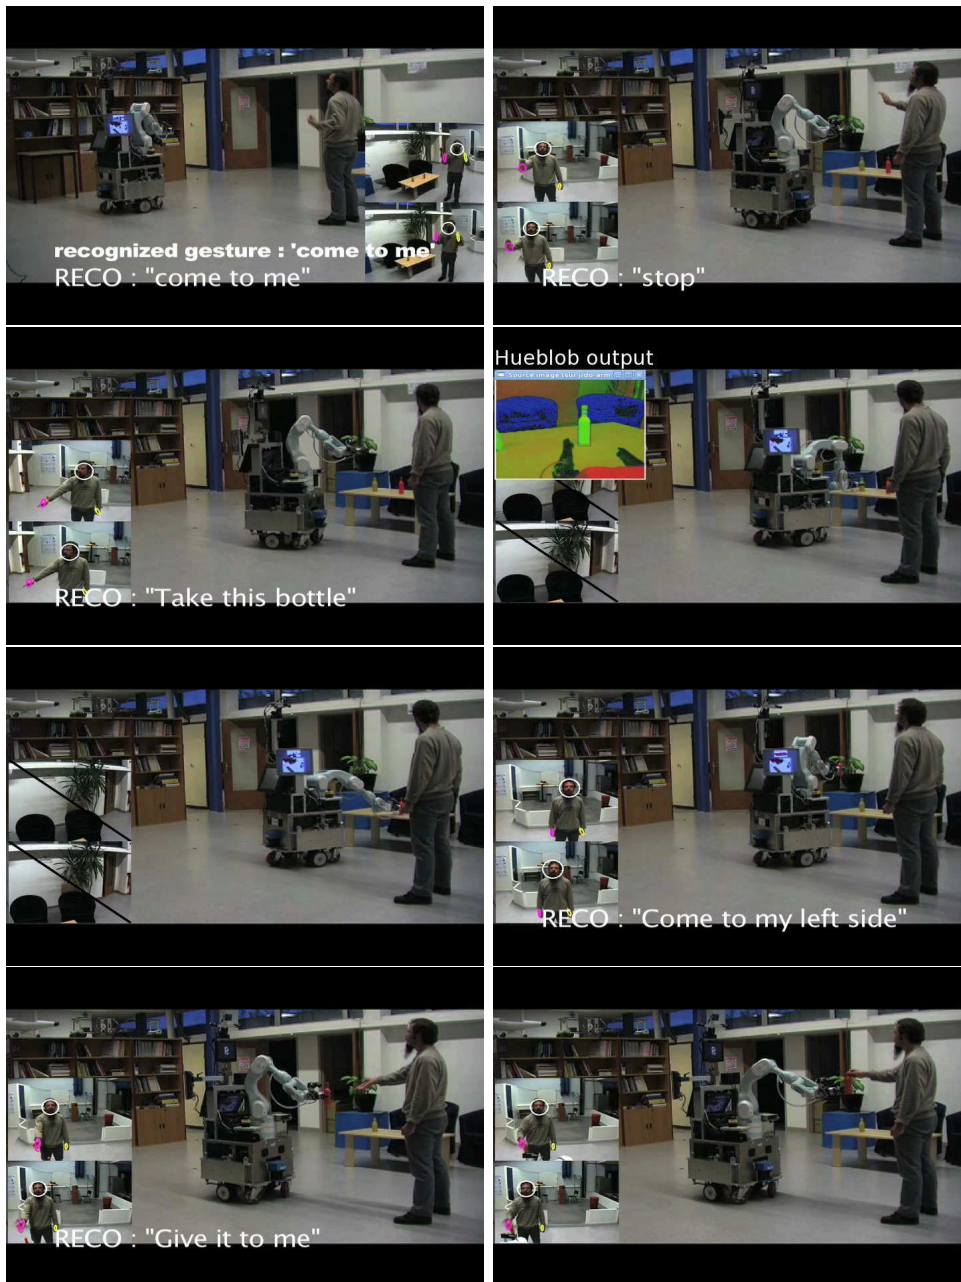 recognized gesture : 'come to me'
RECO : "come to me"
RECO : "stop"
RECO : "Take this bottle"
Hueblob output
RECO : "Come to my left side"
RECO : "Give it to me"